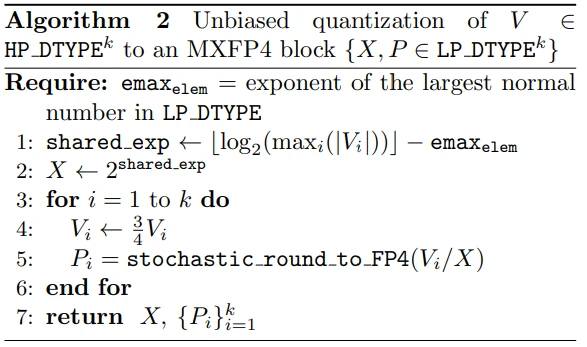 Algorithm 2 Unbiased quantization of V ∈
HP_DTYPE^k to an MXFP4 block {X, P ∈ LP_DTYPE^k}
Require: emax_elem = exponent of the largest normal
number in LP_DTYPE
1: shared_exp ← ⌊log₂(max_i(|V_i|))⌋ − emax_elem
2: X ← 2^shared_exp
3: for i = 1 to k do
4: V_i ← 3/4 V_i
5: P_i = stochastic_round_to_FP4(V_i/X)
6: end for
7: return X, {P_i}_{i=1}^k